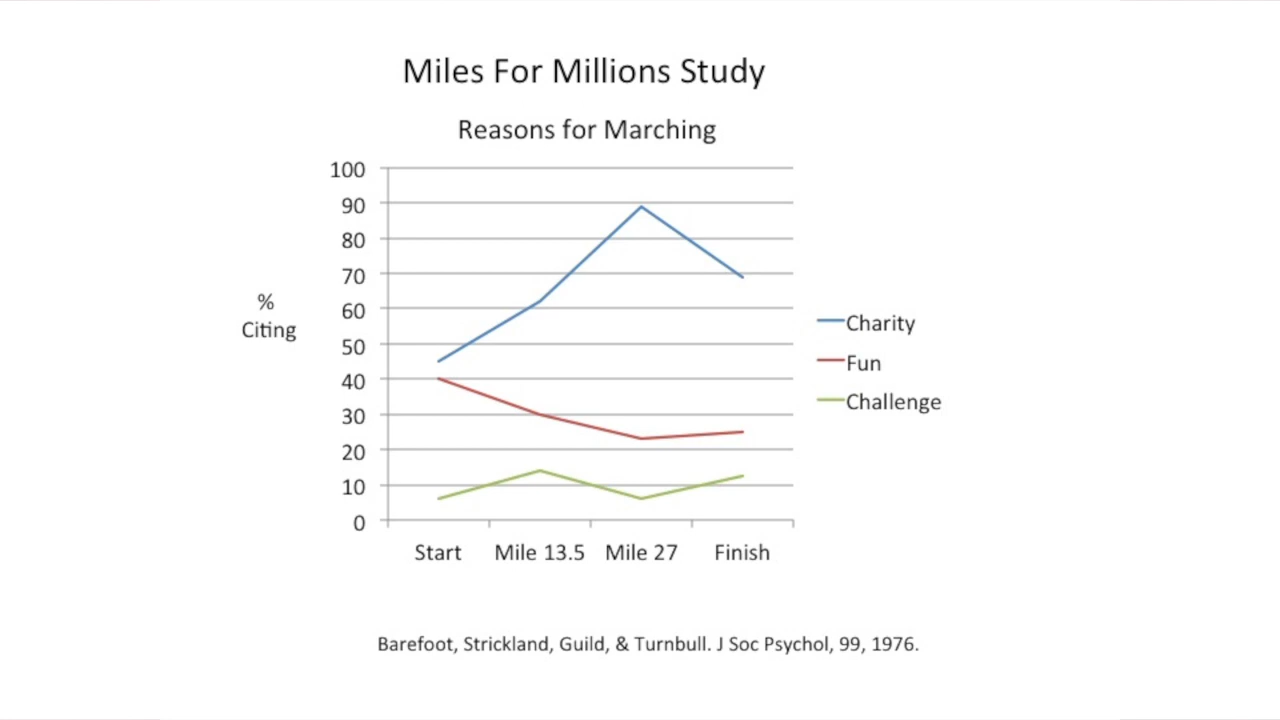 Miles For Millions Study
Reasons for Marching
100
90
80
70
60
50
40
30
20
10
0
%
Citing
Start Mile 13.5 Mile 27 Finish
Charity
Fun
Challenge
Barefoot, Strickland, Guild, & Turnbull. J Soc Psychol, 99, 1976.